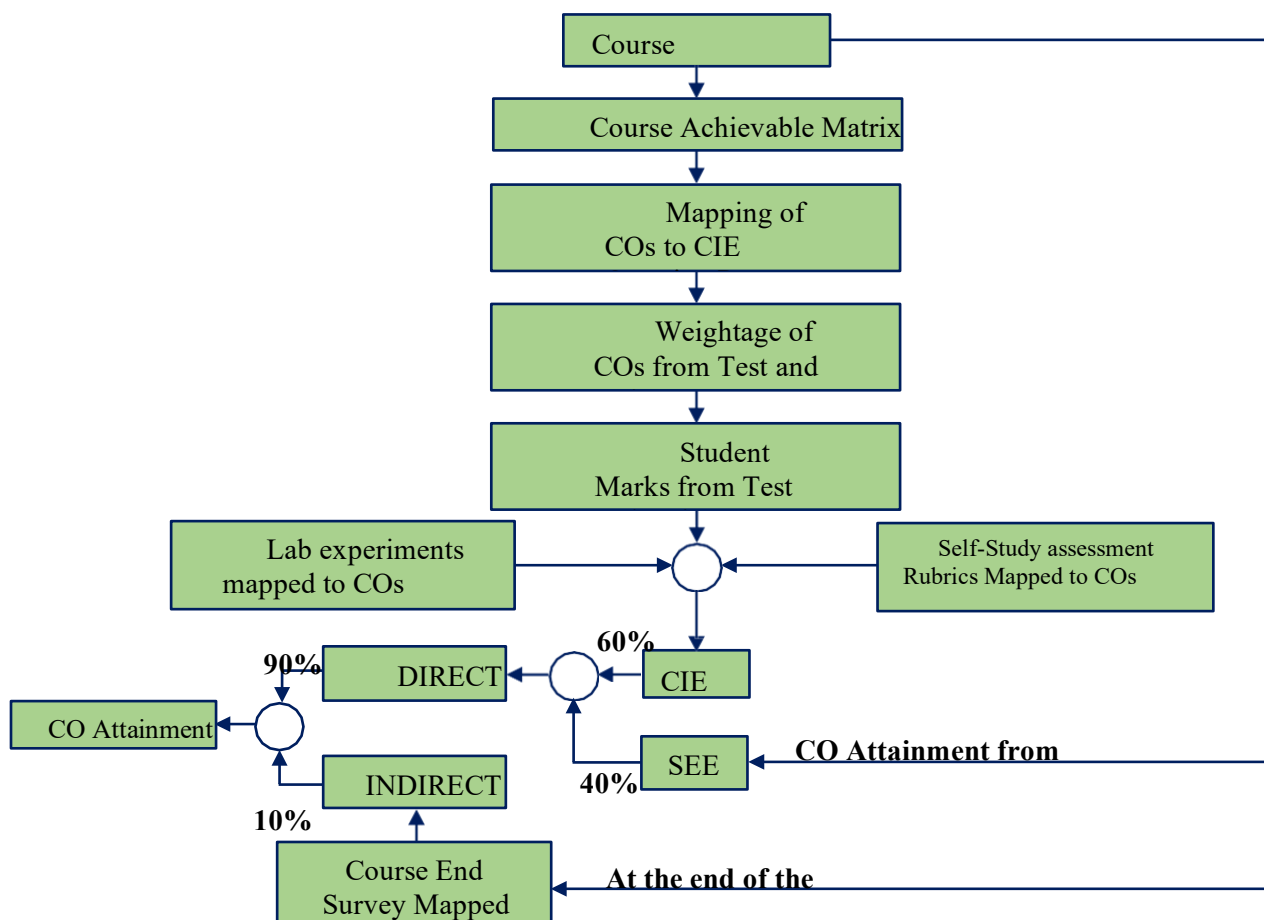 Course
Course Achievable Matrix
Mapping of
COs to CIE
Weightage of
COs from Test and
Student
Marks from Test
Lab experiments
mapped to COs
Self-Study assessment
Rubrics Mapped to COs
60%
90%
DIRECT
CIE
CO Attainment
CO Attainment from
SEE
40%
INDIRECT
10%
Course End
Survey Mapped
At the end of the